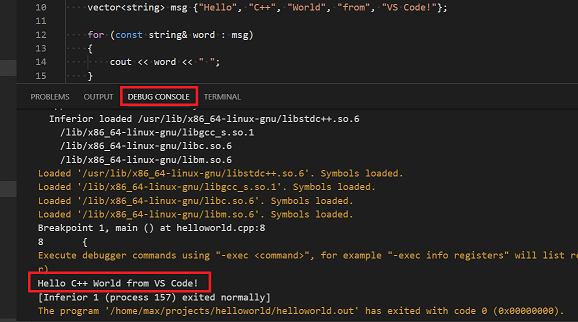 10 vector<string> msg {"Hello", "C++", "World", "from", "VS Code!"};
11
12 for (const string& word : msg)
13 {
14 cout << word << " ";
15 }
PROBLEMS OUTPUT DEBUG CONSOLE TERMINAL
Inferior loaded /usr/lib/x86_64-linux-gnu/libstdc++.so.6
/lib/x86_64-linux-gnu/libgcc_s.so.1
/lib/x86_64-linux-gnu/libc.so.6
/lib/x86_64-linux-gnu/libm.so.6
Loaded '/usr/lib/x86_64-linux-gnu/libstdc++.so.6'. Symbols loaded.
Loaded '/lib/x86_64-linux-gnu/libgcc_s.so.1'. Symbols loaded.
Loaded '/lib/x86_64-linux-gnu/libc.so.6'. Symbols loaded.
Loaded '/lib/x86_64-linux-gnu/libm.so.6'. Symbols loaded.
Breakpoint 1, main () at helloworld.cpp:8
8 {
Execute debugger commands using "-exec <command>", for example "-exec info registers" will list re
r)
Hello C++ World from VS Code!
[Inferior 1 (process 157) exited normally]
The program '/home/max/projects/helloworld/helloworld.out' has exited with code 0 (0x00000000).